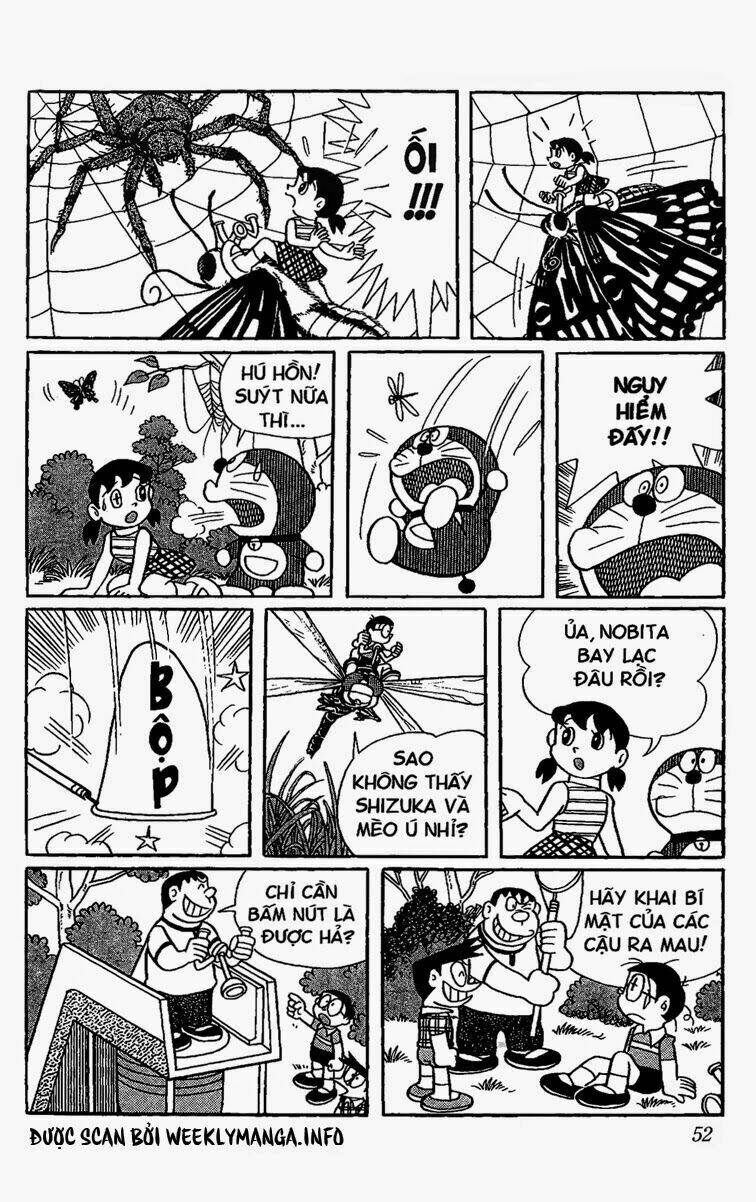 ỐI
!!!
HÚ HỒN!
SUÝT NỮA
THÌ...
NGUY
HIỂM
ĐẤY!!
BỘP
SAO
KHÔNG THẤY
SHIZUKA VÀ
MÈO Ú NHỈ?
ỦA, NOBITA
BAY LẠC
ĐÂU RỒI?
CHỈ CẦN
BẤM NÚT LÀ
ĐƯỢC HẢ?
HÃY KHAI BÍ
MẬT CỦA CÁC
CẬU RA MAU!
ĐƯỢC SCAN BỞI WEEKLYMANGA.INFO
52